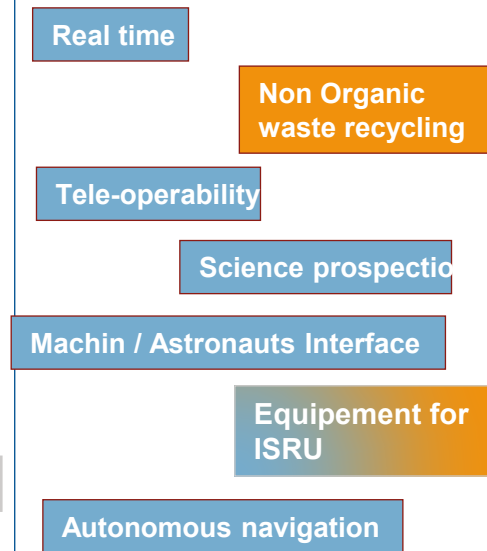 Real time
Non Organic
waste recycling
Tele-operability
Science prospectio
Machin / Astronauts Interface
Equipement for
ISRU
Autonomous navigation